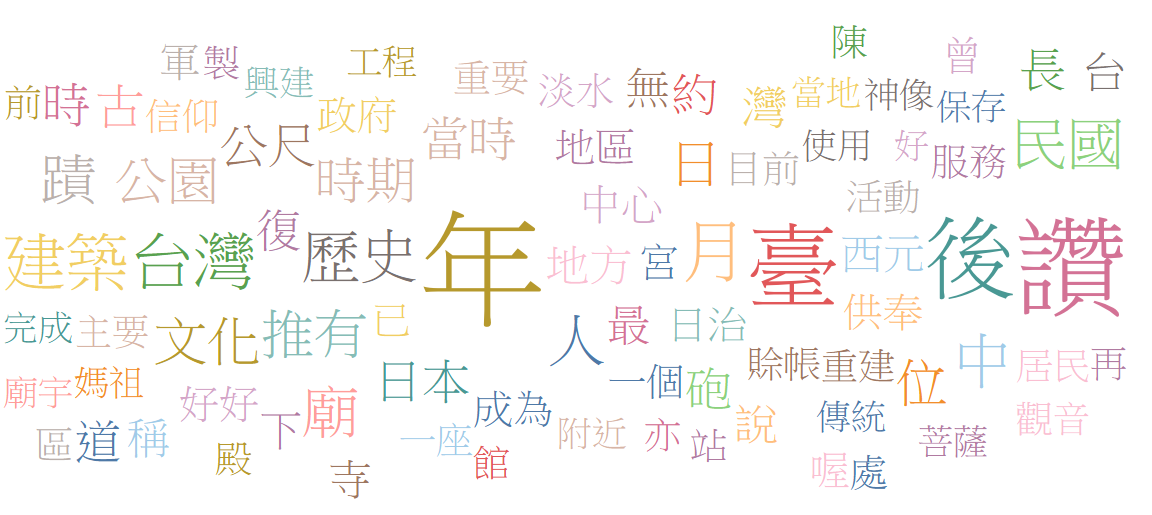 陳
曾
軍 製 工程 長 台
興建 重要 淡水 無 約 當地 神像 保存
前 時 古 信仰 政府 灣
公尺 當時 地區 日 目前 使用 好 服務 民國
蹟 公園 時期 中心 活動
建築 台灣 復 歷史 年 地方 宮 月 臺 西元 後 讚
完成 主要 文化 推有 已 人 最 日治 供奉
廟宇 媽祖 日本 一個 砲 賒帳 重建 位 中 居民 再
好好 下 廟 成為 說 傳統 觀音
區 道 稱 一座 附近 亦 站 菩薩
殿 館 喔 處
寺